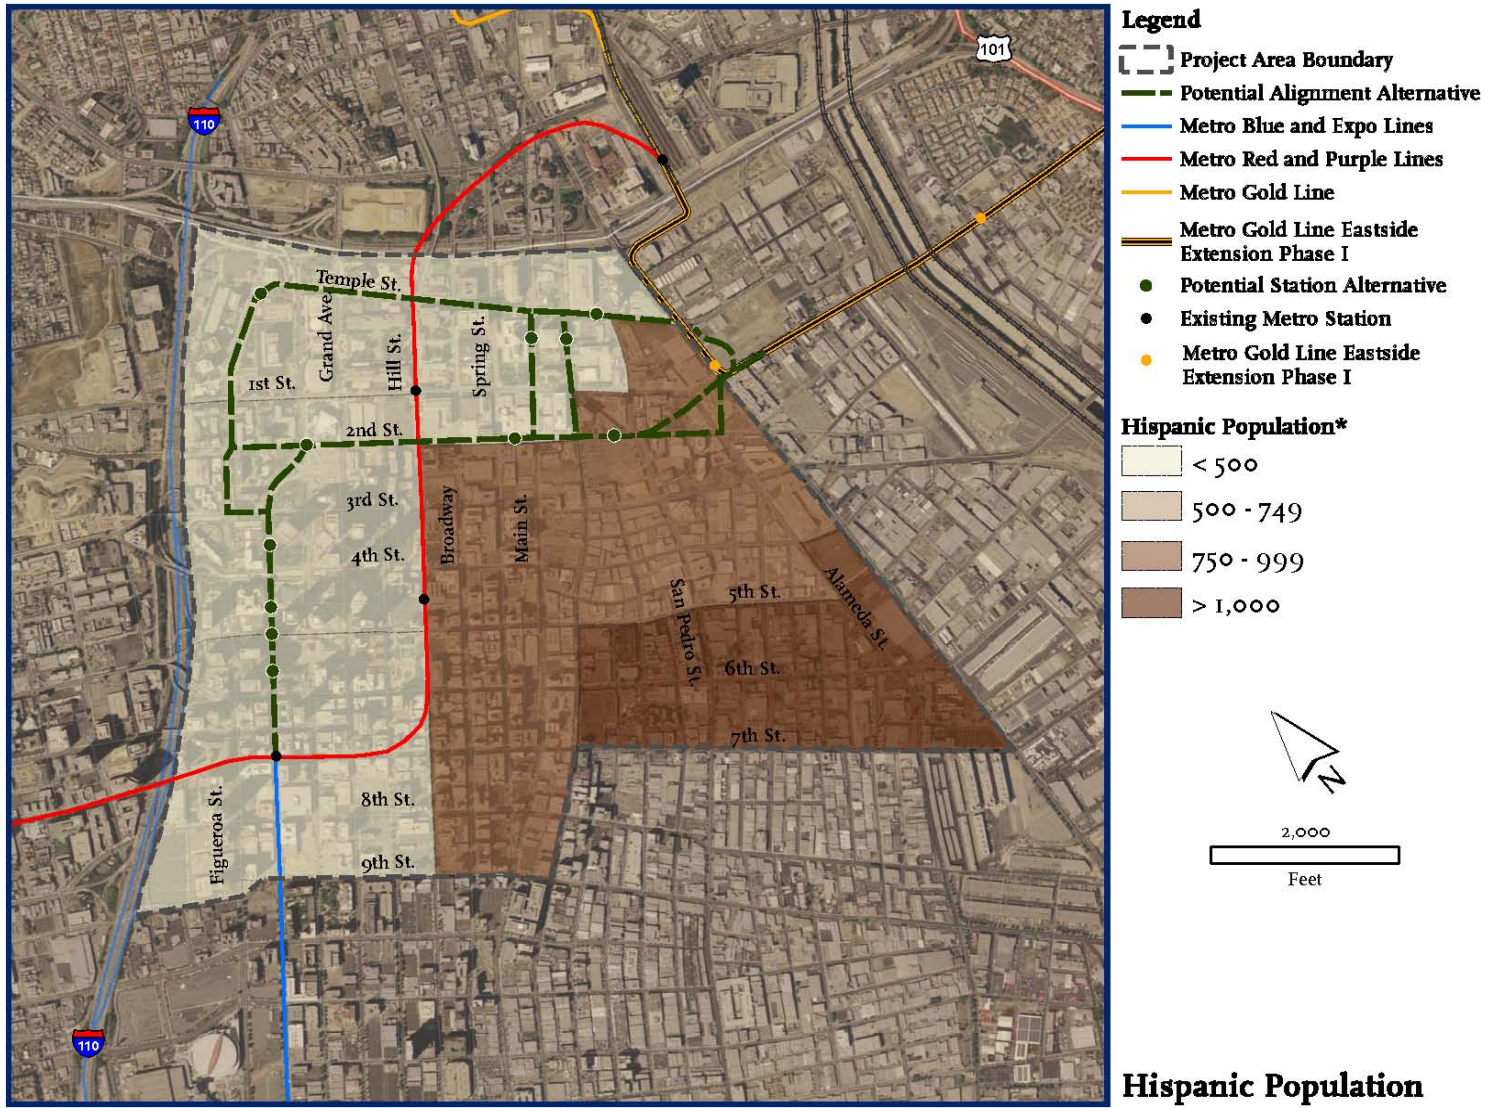 110
101
Temple St.
Grand Ave.
Hill St.
Spring St.
1st St.
2nd St.
3rd St.
4th St.
Broadway
Main St.
San Pedro St.
5th St.
Alameda St.
6th St.
7th St.
8th St.
9th St.
Figueroa St.
110
Legend
Project Area Boundary
Potential Alignment Alternative
Metro Blue and Expo Lines
Metro Red and Purple Lines
Metro Gold Line
Metro Gold Line Eastside
Extension Phase I
Potential Station Alternative
Existing Metro Station
Metro Gold Line Eastside
Extension Phase I
Hispanic Population*
< 500
500 - 749
750 - 999
> 1,000
N
2,000
Feet
Hispanic Population